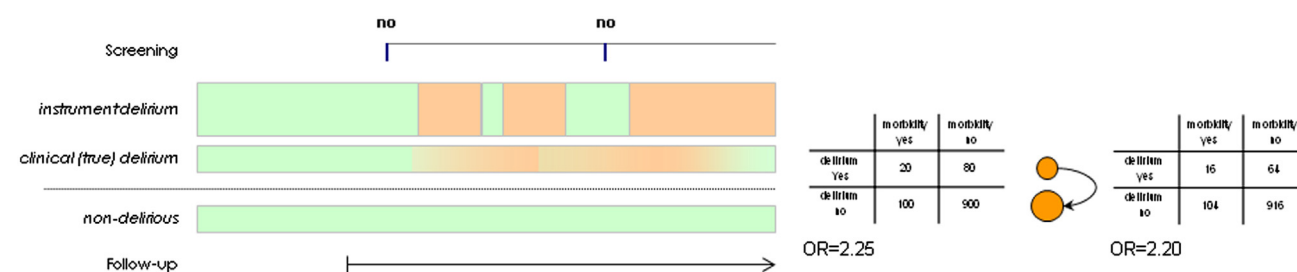 no no
Screening
instrument delirium
clinical (true) delirium
non-delirious
Follow-up
morbidity yes morbidity no
delirium Yes 20 80
delirium no 100 900
OR=2.25
morbidity yes morbidity no
delirium yes 16 64
delirium no 104 916
OR=2.20